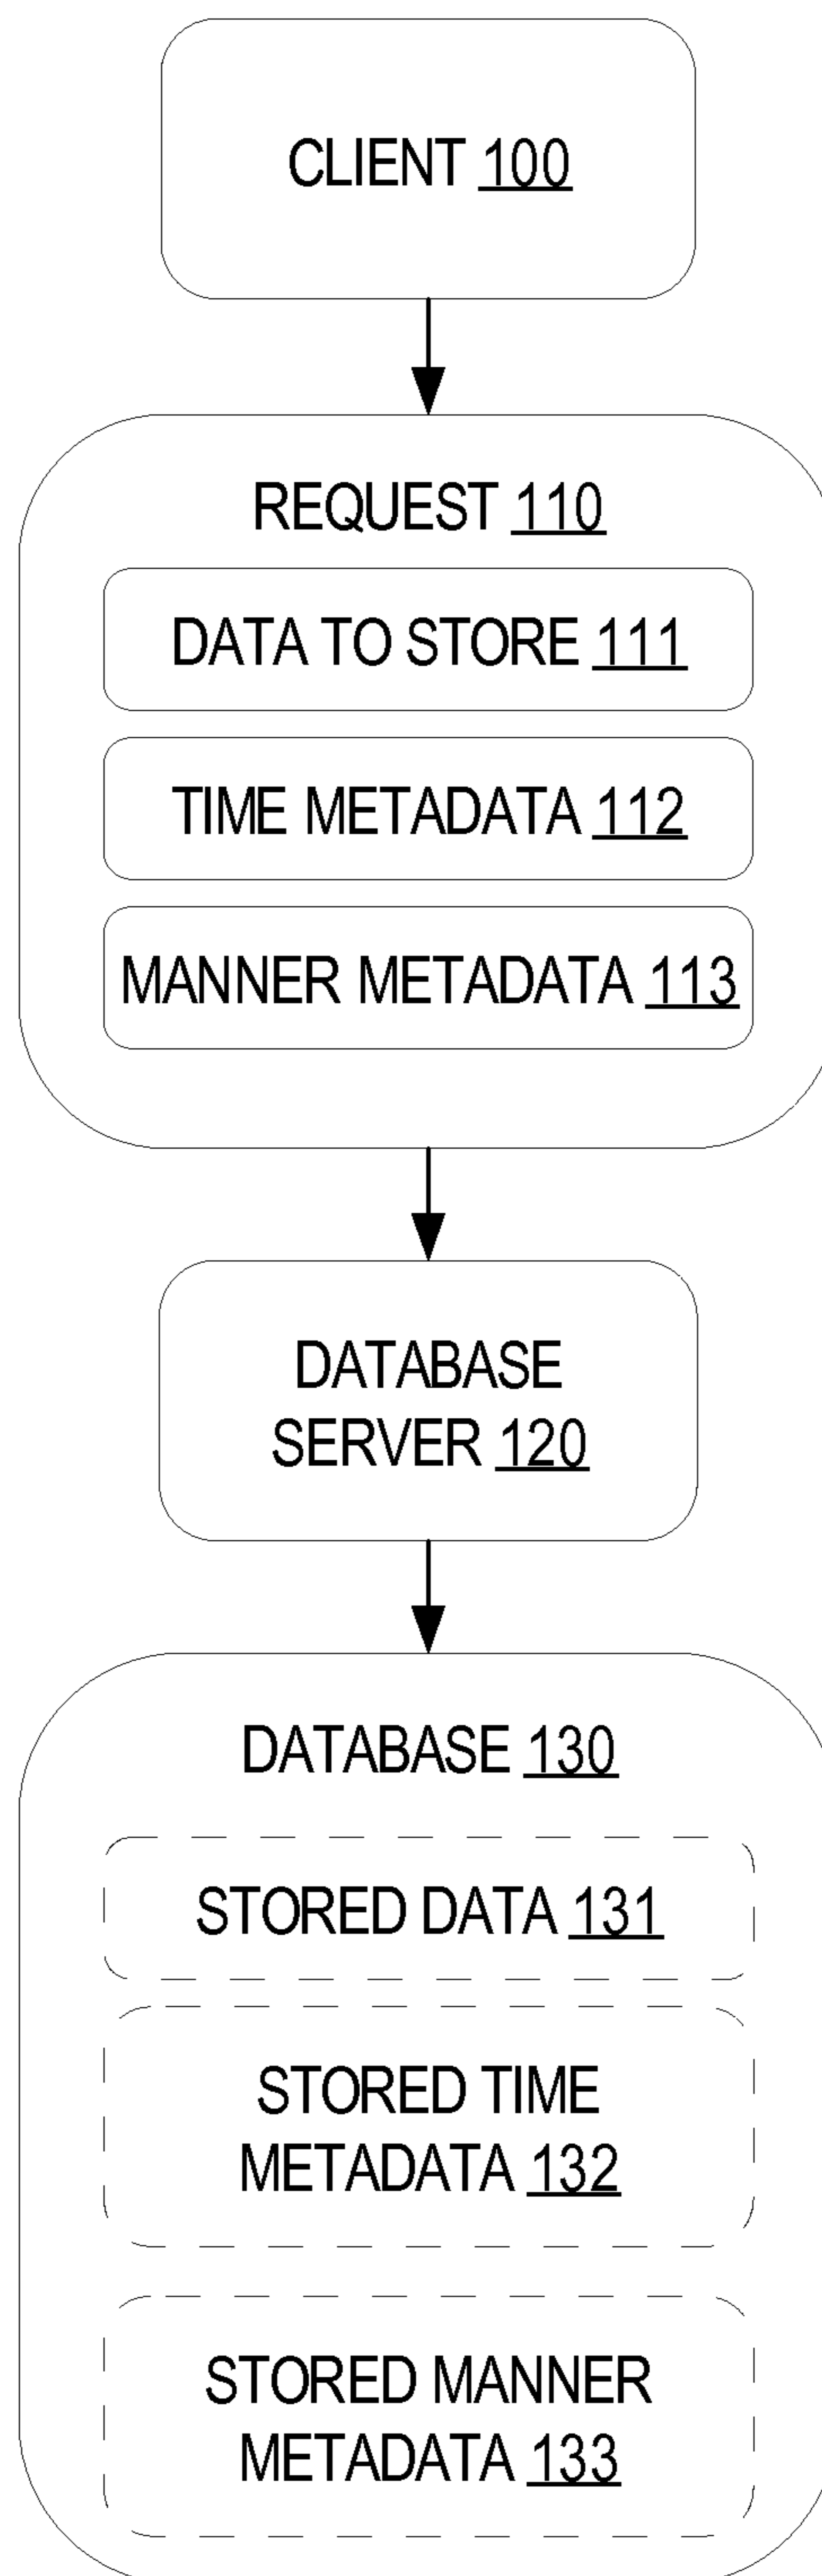 CLIENT 100
REQUEST 110
DATA TO STORE 111
TIME METADATA 112
MANNER METADATA 113
DATABASE
SERVER 120
DATABASE 130
STORED DATA 131
STORED TIME
METADATA 132
STORED MANNER
METADATA 133